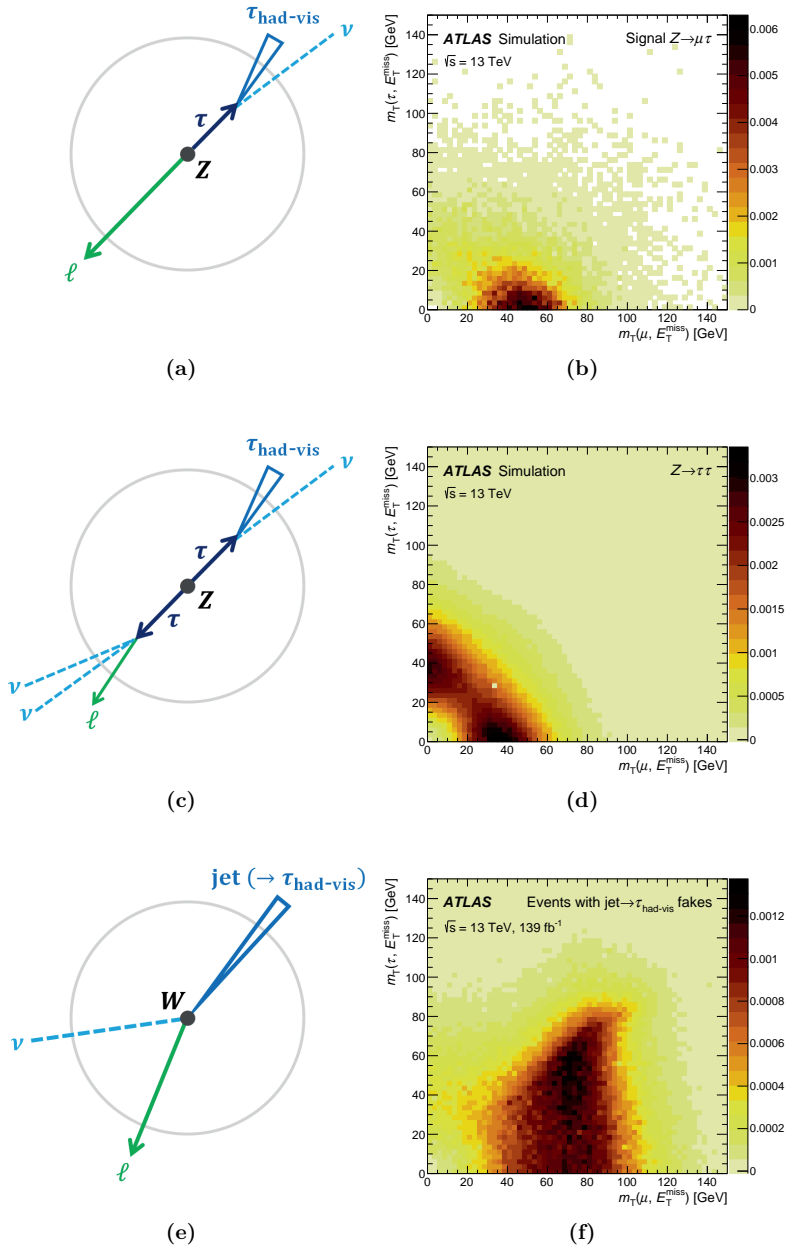 τhad-vis
ν
τ
Z
ℓ
(a)
ATLAS Simulation
Signal Z→μτ
√s = 13 TeV
mT(τ, ETmiss) [GeV]
140
120
100
80
60
40
20
0
0 20 40 60 80 100 120 140
mT(μ, ETmiss) [GeV]
0.006
0.005
0.004
0.003
0.002
0.001
0
(b)
τhad-vis
ν
τ
Z
τ
ν
ν
ℓ
(c)
ATLAS Simulation
Z→ττ
√s = 13 TeV
mT(τ, ETmiss) [GeV]
140
120
100
80
60
40
20
0
0 20 40 60 80 100 120 140
mT(μ, ETmiss) [GeV]
0.003
0.0025
0.002
0.0015
0.001
0.0005
0
(d)
jet (→ τhad-vis)
W
ν
ℓ
(e)
ATLAS
Events with jet→τhad-vis fakes
√s = 13 TeV, 139 fb-1
mT(τ, ETmiss) [GeV]
140
120
100
80
60
40
20
0
0 20 40 60 80 100 120 140
mT(μ, ETmiss) [GeV]
0.0012
0.001
0.0008
0.0006
0.0004
0.0002
0
(f)